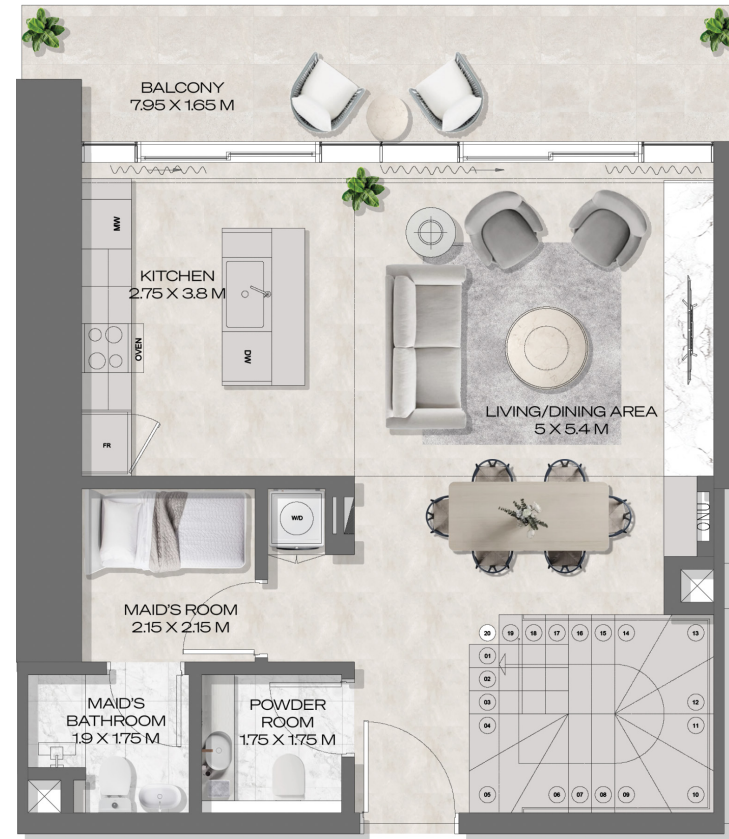 BALCONY
7.95 X 1.65 M
MW
KITCHEN
2.75 X 3.8 M
OVEN
DW
LIVING/DINING AREA
5 X 5.4 M
FR
W/D
ONU
MAID'S ROOM
2.15 X 2.15 M
20 19 18 17 16 15 14 13
01
02
03
04
05
12
11
06 07 08 09 10
MAID'S
BATHROOM
1.9 X 1.75 M
POWDER
ROOM
1.75 X 1.75 M